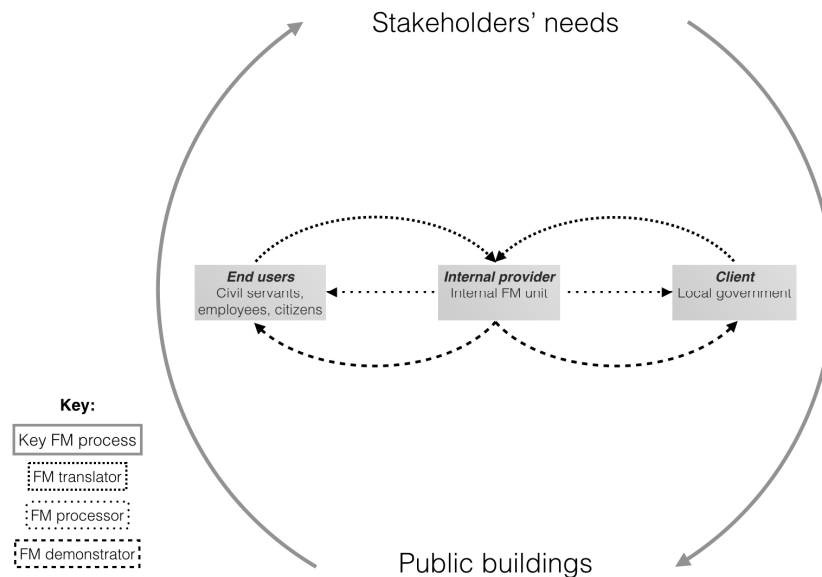 Stakeholders’ needs
End users
Civil servants,
employees, citizens
Internal provider
Internal FM unit
Client
Local government
Key:
Key FM process
FM translator
FM processor
FM demonstrator
Public buildings